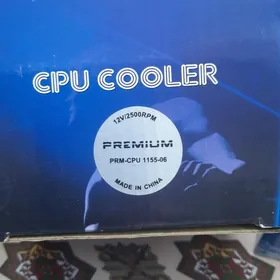 CPU COOLER
12V/2500RPM
PREMIUM
PRM-CPU 1155-06
MADE IN CHINA